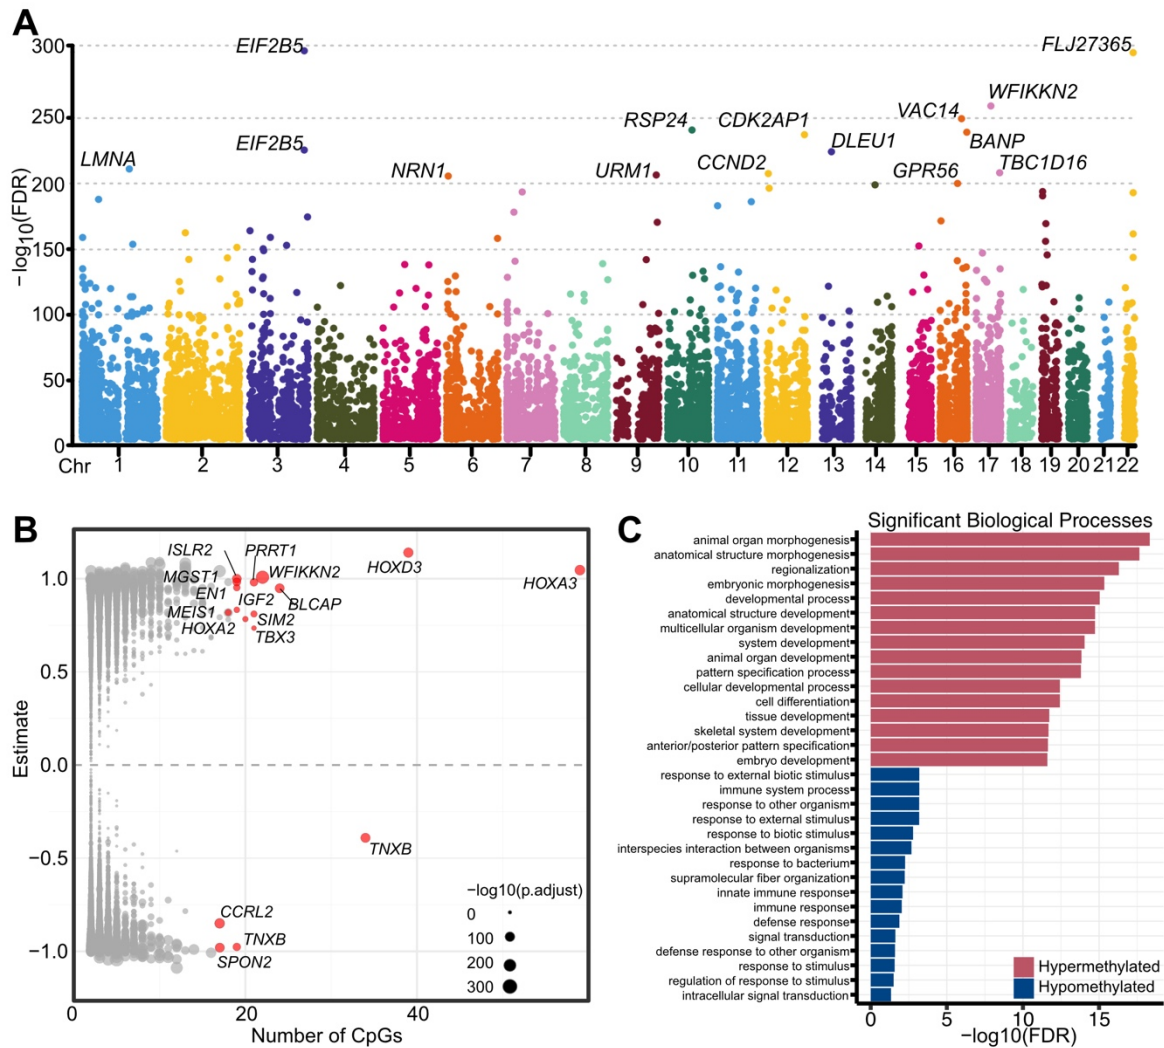 A
300
250
200
150
100
50
0
−log10(FDR)
EIF2B5
EIF2B5
LMNA
NRN1
URM1
RSP24
CDK2AP1
CCND2
DLEU1
VAC14
WFIKKN2
FLJ27365
BANP
GPR56
TBC1D16
Chr 1 2 3 4 5 6 7 8 9 10 11 12 13 14 15 16 17 18 19 20 21 22
B
1.0
0.5
0.0
−0.5
−1.0
Estimate
ISLR2
PRRT1
MGST1
WFIKKN2
EN1
IGF2
BLCAP
MEIS1
SIM2
HOXA2
TBX3
HOXD3
HOXA3
TNXB
CCRL2
TNXB
SPON2
−log10(p.adjust)
0
100
200
300
0 20 40
Number of CpGs
C
Significant Biological Processes
animal organ morphogenesis
anatomical structure morphogenesis
regionalization
embryonic morphogenesis
developmental process
anatomical structure development
multicellular organism development
system development
animal organ development
pattern specification process
cellular developmental process
cell differentiation
tissue development
skeletal system development
anterior/posterior pattern specification
embryo development
response to external biotic stimulus
immune system process
response to other organism
response to external stimulus
response to biotic stimulus
interspecies interaction between organisms
response to bacterium
supramolecular fiber organization
innate immune response
immune response
defense response
signal transduction
defense response to other organism
response to stimulus
regulation of response to stimulus
intracellular signal transduction
Hypermethylated
Hypomethylated
0 5 10 15
−log10(FDR)